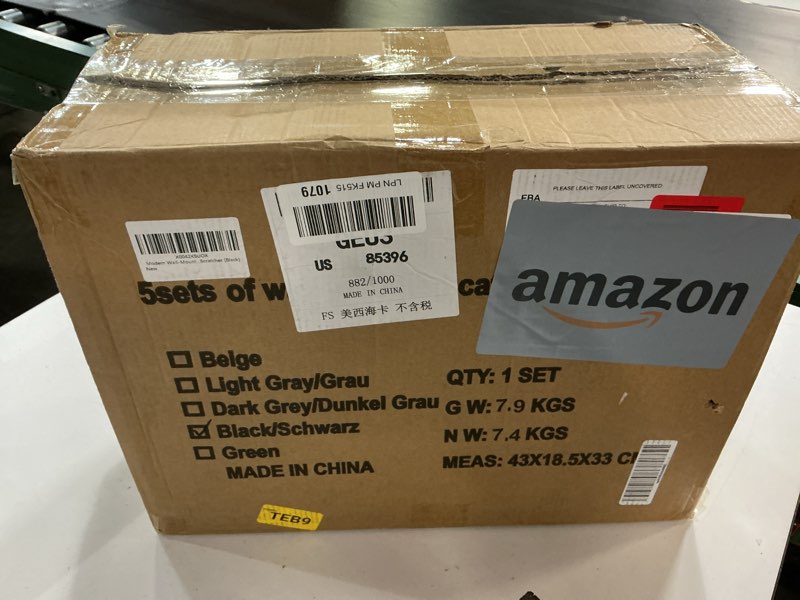 LPN PM FK515 1079
PLEASE LEAVE THIS LABEL UNCOVERED
FBA
Modern Wall-Mount Scratcher (Black)
New
GEUS
US 85396
882/1000
MADE IN CHINA
FS 美西海卡 不含税
5sets of w
ca
amazon
Beige
Light Gray/Grau
QTY: 1 SET
Dark Grey/Dunkel Grau
G W: 7.9 KGS
Black/Schwarz
N W: 7.4 KGS
Green
MEAS: 43X18.5X33 C
MADE IN CHINA
TEB9